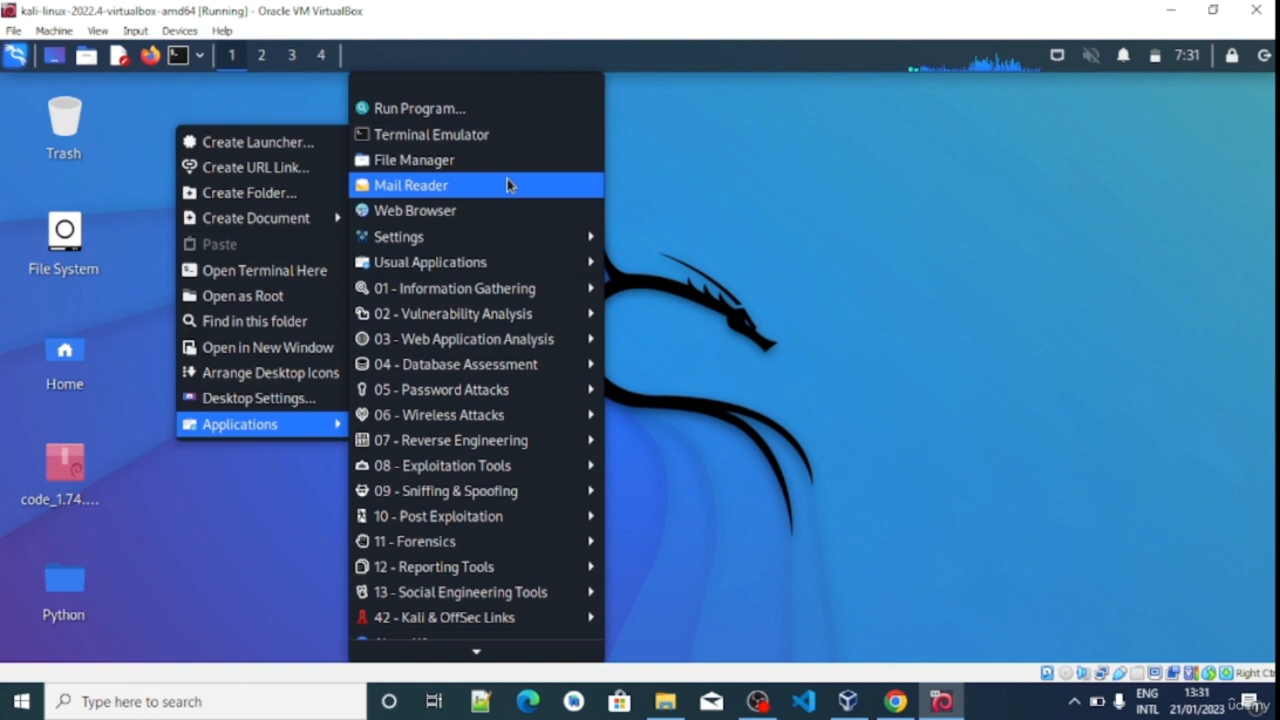 kali-linux-2022.4-virtualbox-amd64 [Running] - Oracle VM VirtualBox
File Machine View Input Devices Help
1 2 3 4 7:31
Trash
File System
Home
code_1.74....
Python
Create Launcher...
Create URL Link...
Create Folder...
Create Document
Paste
Open Terminal Here
Open as Root
Find in this folder
Open in New Window
Arrange Desktop Icons
Desktop Settings...
Applications
Run Program...
Terminal Emulator
File Manager
Mail Reader
Web Browser
Settings
Usual Applications
01 - Information Gathering
02 - Vulnerability Analysis
03 - Web Application Analysis
04 - Database Assessment
05 - Password Attacks
06 - Wireless Attacks
07 - Reverse Engineering
08 - Exploitation Tools
09 - Sniffing & Spoofing
10 - Post Exploitation
11 - Forensics
12 - Reporting Tools
13 - Social Engineering Tools
42 - Kali & OffSec Links
Right Ct
Type here to search
ENG
INTL
13:31
21/01/2023
udemy